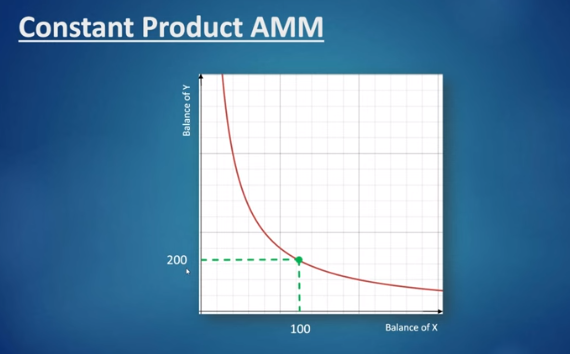 Constant Product AMM
Balance of Y
200
100
Balance of X